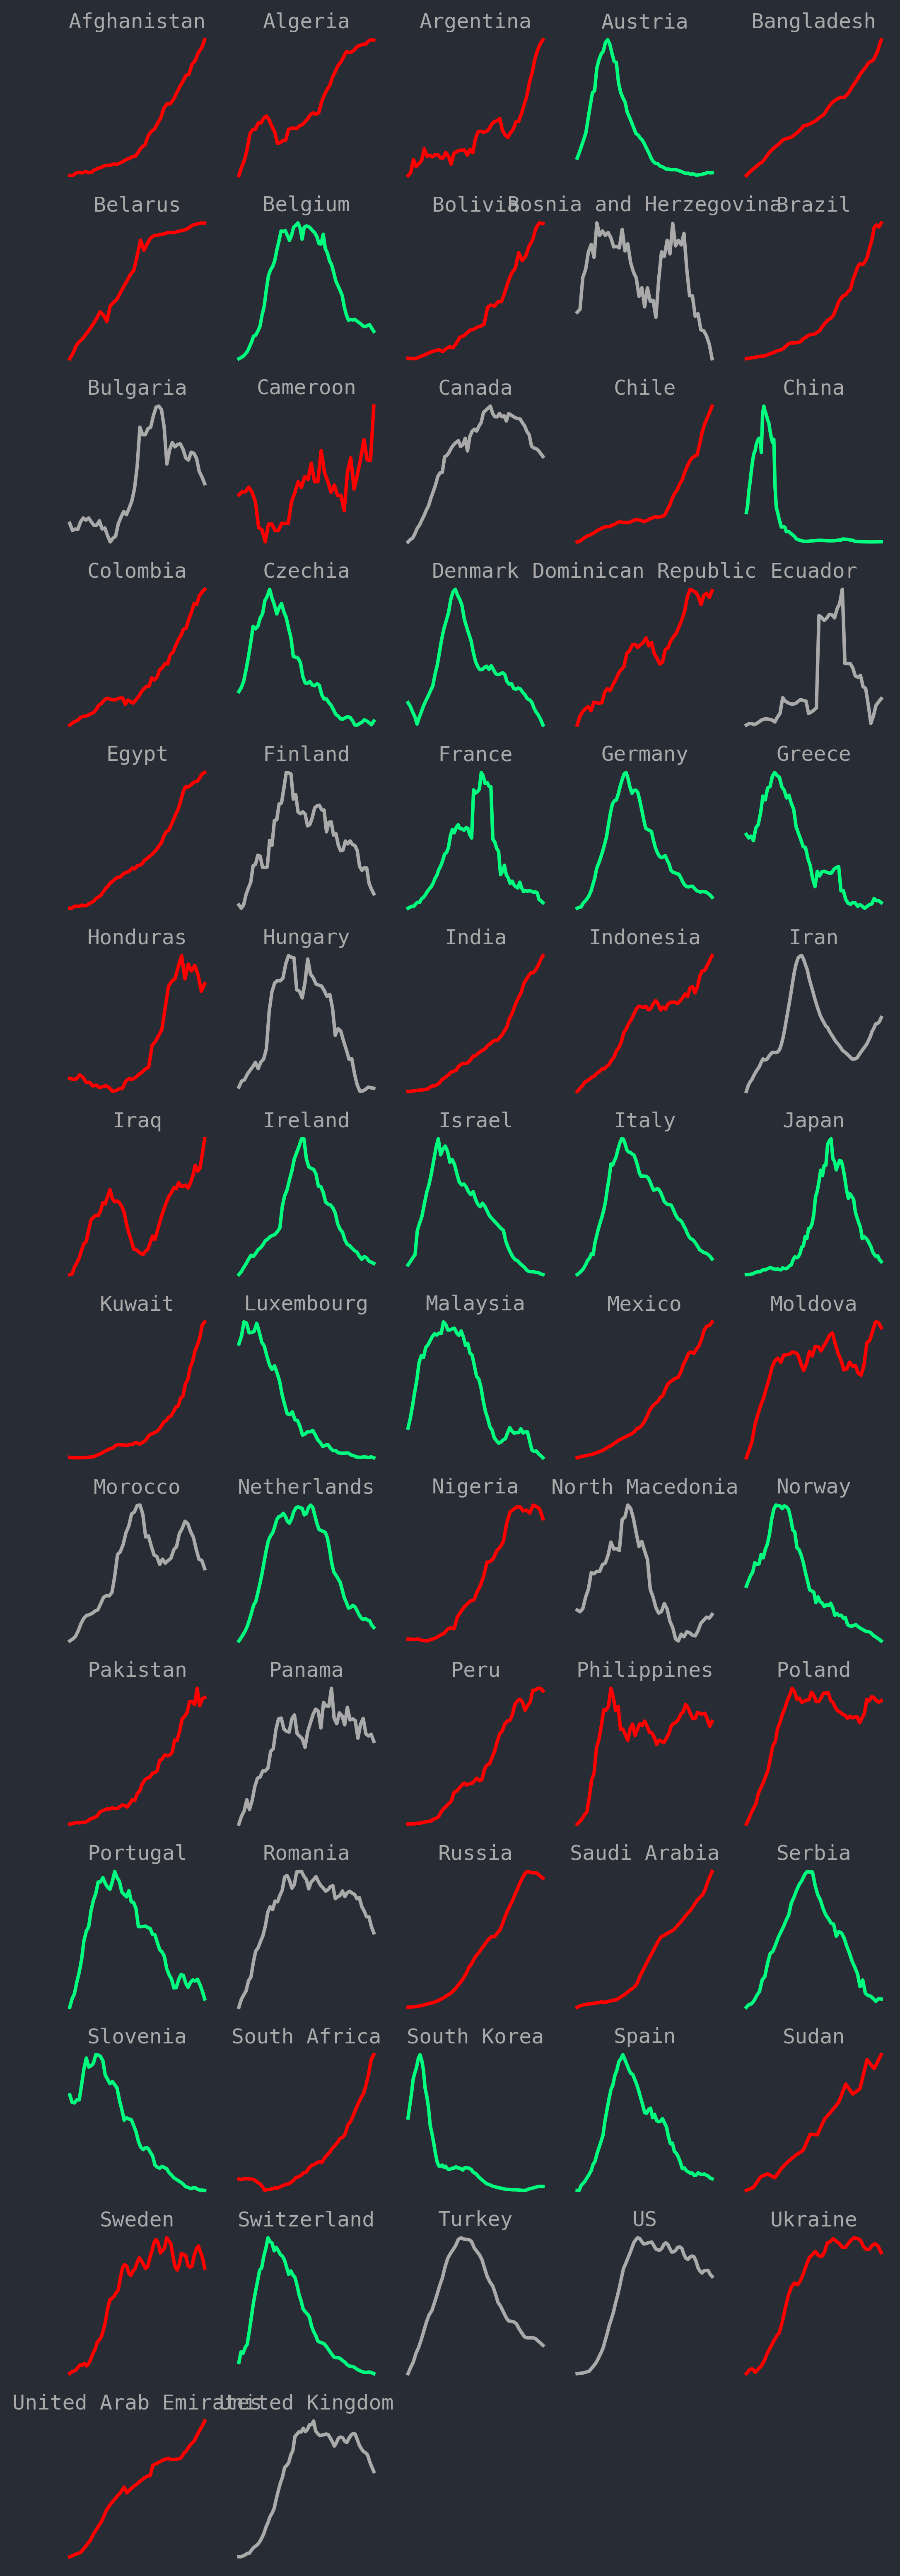 Afghanistan Algeria Argentina Austria Bangladesh
Belarus Belgium Bolivia Bosnia and Herzegovina Brazil
Bulgaria Cameroon Canada Chile China
Colombia Czechia Denmark Dominican Republic Ecuador
Egypt Finland France Germany Greece
Honduras Hungary India Indonesia Iran
Iraq Ireland Israel Italy Japan
Kuwait Luxembourg Malaysia Mexico Moldova
Morocco Netherlands Nigeria North Macedonia Norway
Pakistan Panama Peru Philippines Poland
Portugal Romania Russia Saudi Arabia Serbia
Slovenia South Africa South Korea Spain Sudan
Sweden Switzerland Turkey US Ukraine
United Arab Emirates United Kingdom